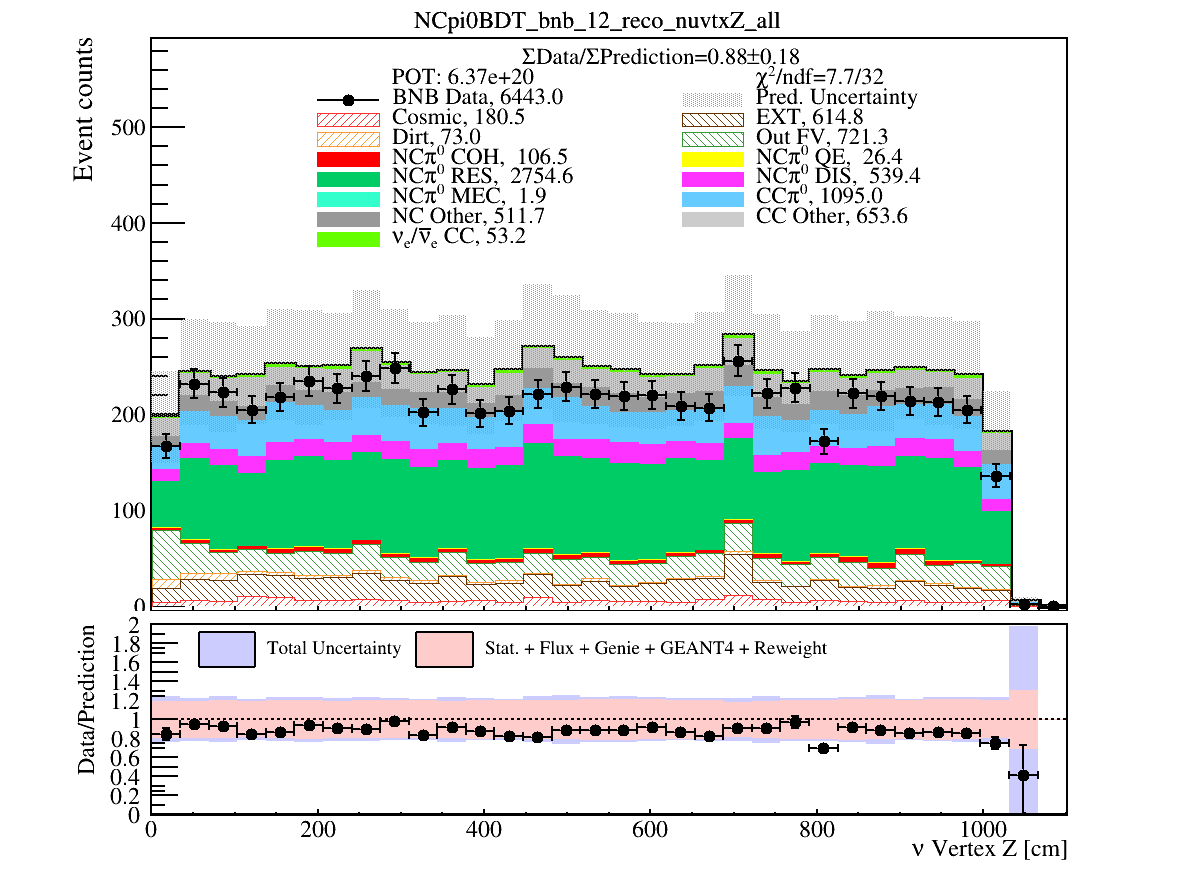 NCpi0BDT_bnb_12_reco_nuvtxZ_all
ΣData/ΣPrediction=0.88±0.18
POT: 6.37e+20
χ²/ndf=7.7/32
BNB Data, 6443.0
Pred. Uncertainty
Cosmic, 180.5
EXT, 614.8
Dirt, 73.0
Out FV, 721.3
NCπ⁰ COH, 106.5
NCπ⁰ QE, 26.4
NCπ⁰ RES, 2754.6
NCπ⁰ DIS, 539.4
NCπ⁰ MEC, 1.9
CCπ⁰, 1095.0
NC Other, 511.7
CC Other, 653.6
νₑ/ν̅ₑ CC, 53.2
Event counts
500
400
300
200
100
0
Total Uncertainty
Stat. + Flux + Genie + GEANT4 + Reweight
Data/Prediction
2
1.8
1.6
1.4
1.2
1
0.8
0.6
0.4
0.2
0
0 200 400 600 800 1000
ν Vertex Z [cm]